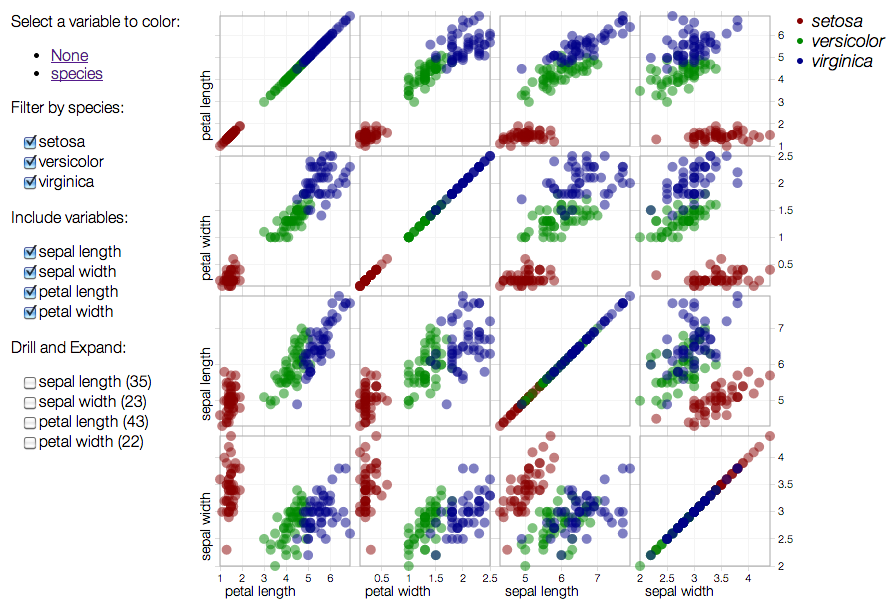 Select a variable to color:
• None
• species
Filter by species:
setosa
versicolor
virginica
Include variables:
sepal length
sepal width
petal length
petal width
Drill and Expand:
sepal length (35)
sepal width (23)
petal length (43)
petal width (22)
setosa
versicolor
virginica
petal length
6
5
4
3
2
1
petal width
2.5
2
1.5
1
0.5
sepal length
7
6
5
sepal width
4
3.5
3
2.5
2
1 2 3 4 5 6
petal length
0.5 1 1.5 2 2.5
petal width
5 6 7
sepal length
2 2.5 3 3.5 4
sepal width